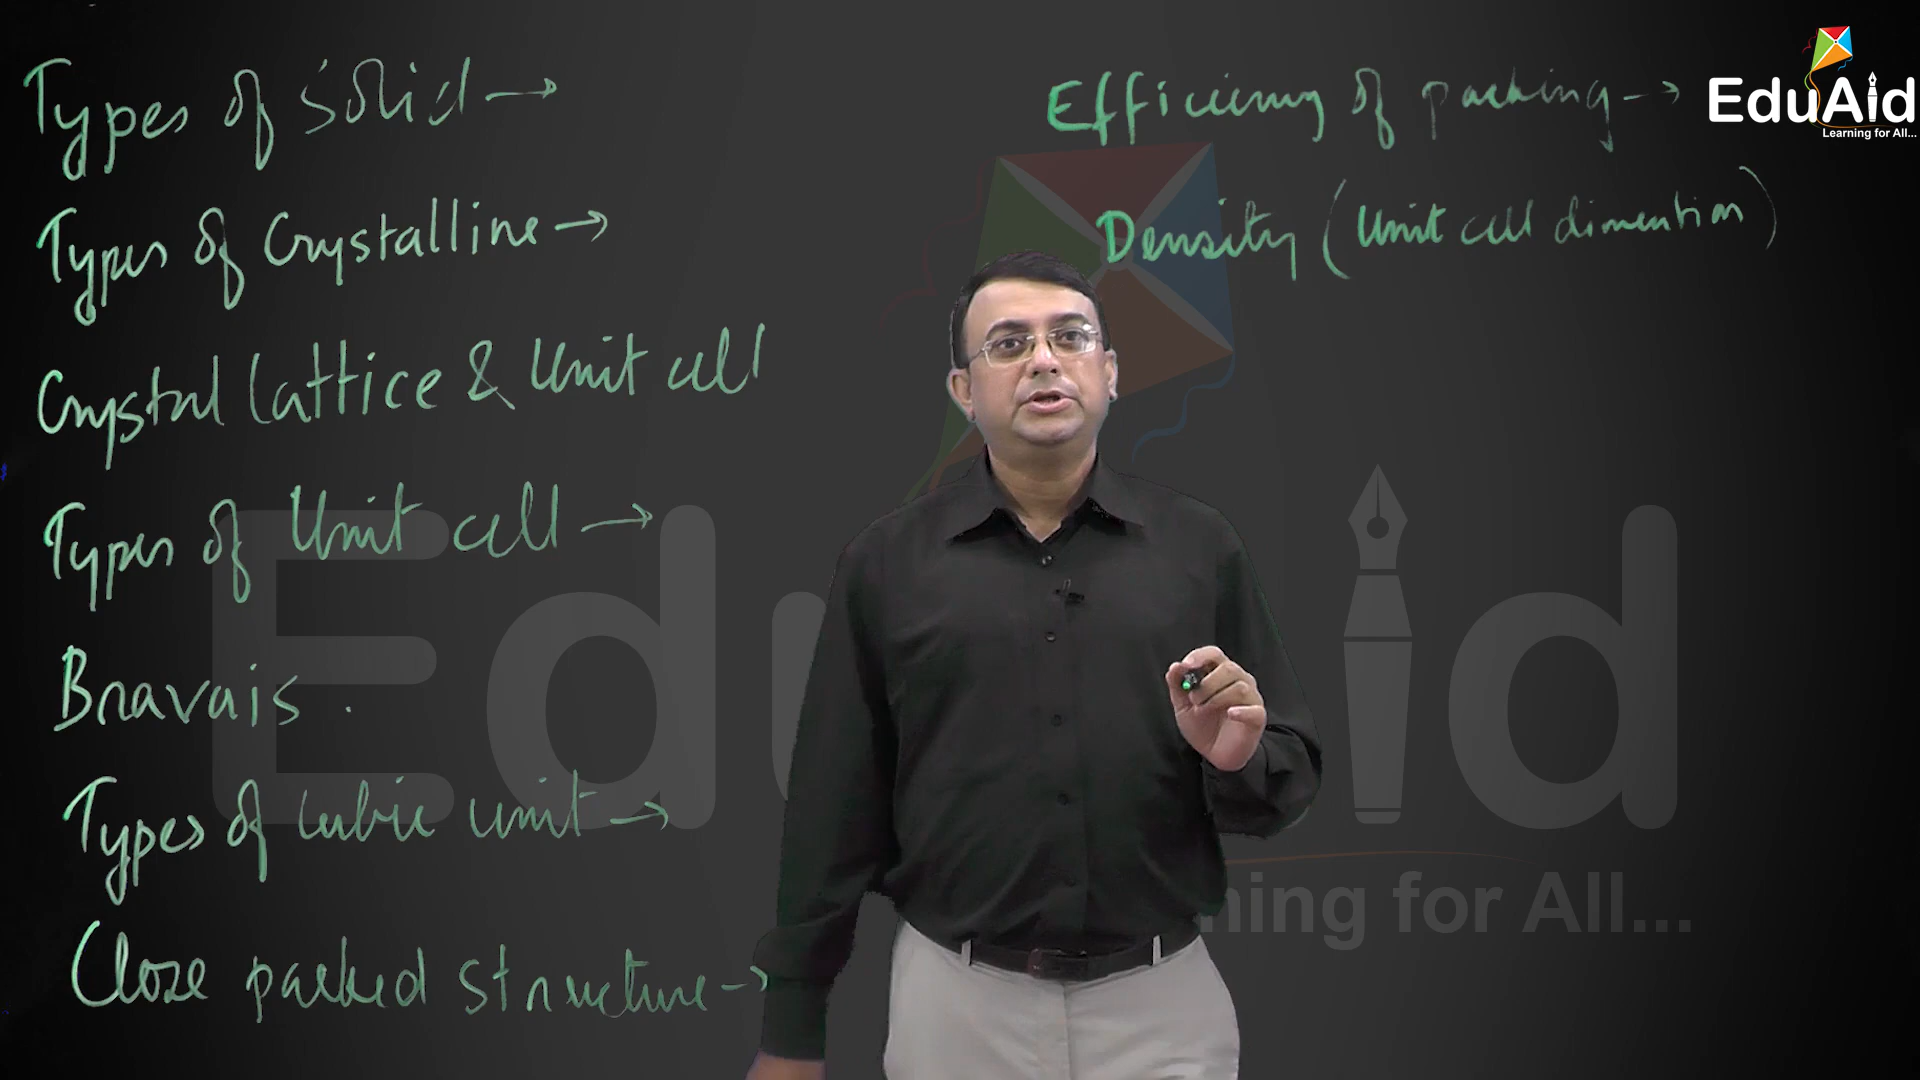 Types of solid →
Types of Crystalline →
Crystal Lattice & Unit cell
Types of Unit cell →
Bravais
Types of cubic unit →
Close packed structure →
Efficiency of packing →
Density (Unit cell dimention)
EduAid
Learning for All...
EduAid
ning for All...